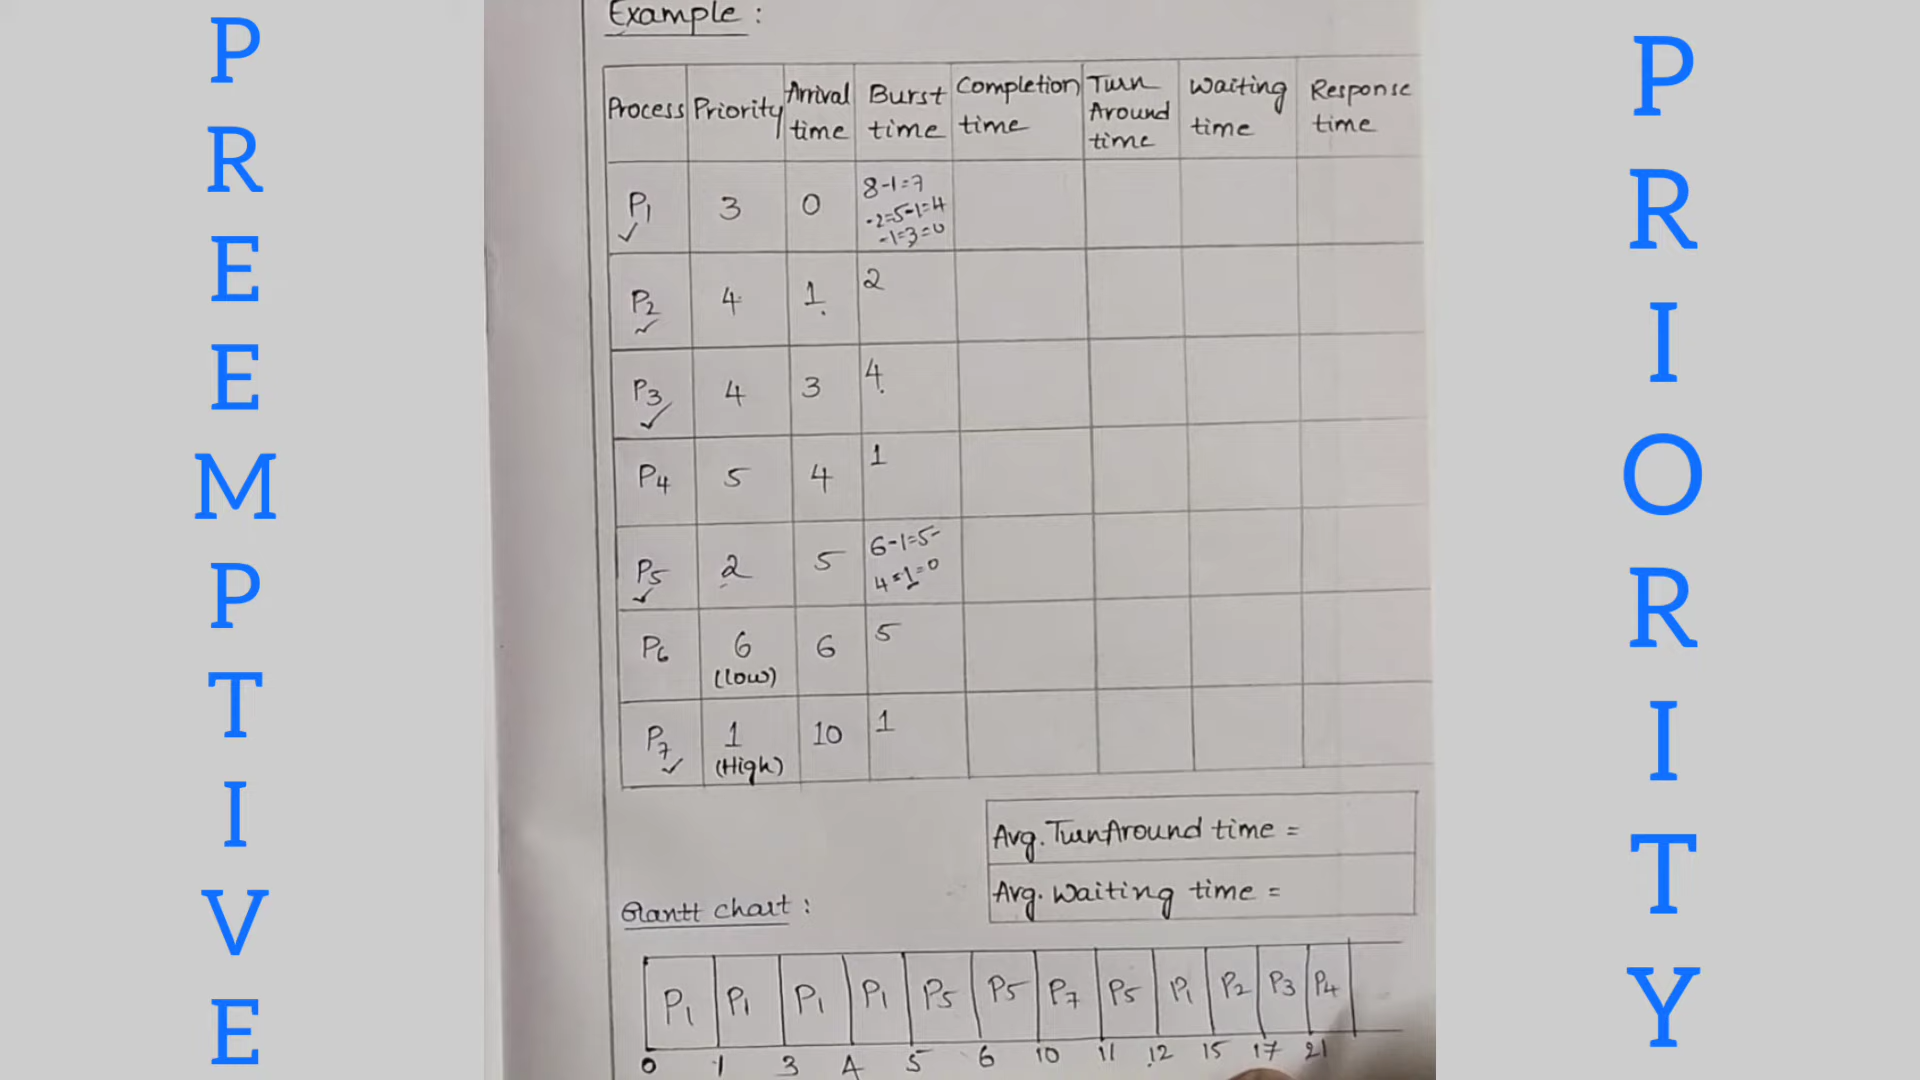 PREEMPTIVE
Example :
Process Priority Arrival time Burst time Completion time Turn Around time Waiting time Response time
P1 3 0 8-1=7 -2=5-1=4 -1=3=0
P2 4 1 2
P3 4 3 4
P4 5 4 1
P5 2 5 6-1=5- 4=1=0
P6 6 (low) 6 5
P7 1 (High) 10 1
Avg. TurnAround time =
Avg. Waiting time =
Gantt chart :
P1 P1 P1 P1 P5 P5 P7 P5 P1 P2 P3 P4
0 1 3 4 5 6 10 11 12 15 17 21
PRIORITY